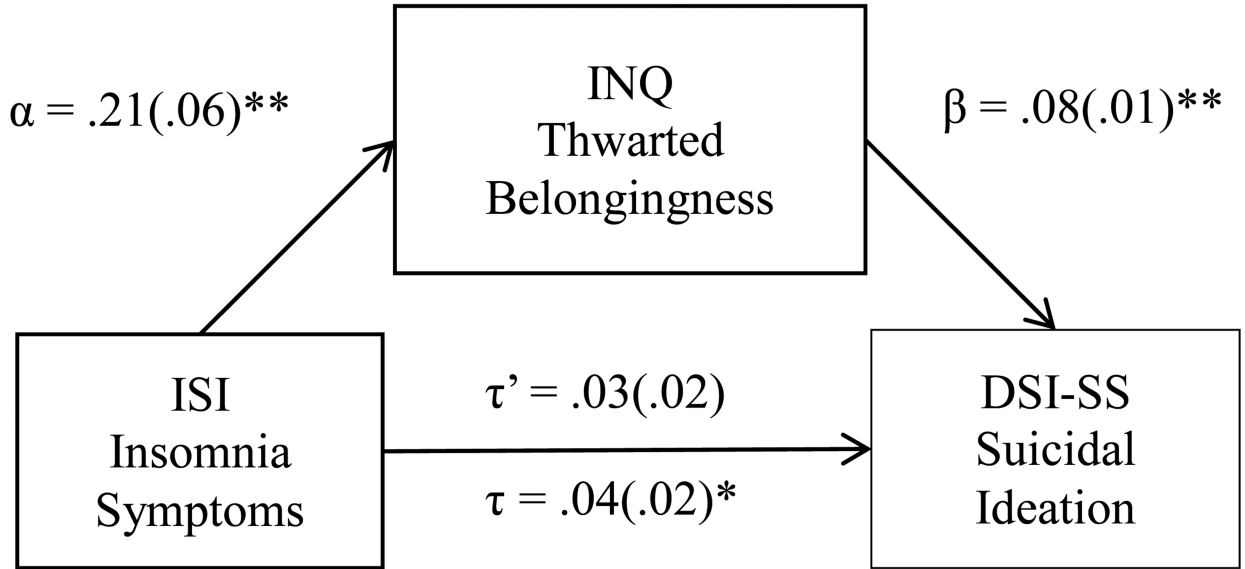 INQ
Thwarted
Belongingness
α = .21(.06)**
β = .08(.01)**
ISI
Insomnia
Symptoms
τ’ = .03(.02)
τ = .04(.02)*
DSI-SS
Suicidal
Ideation